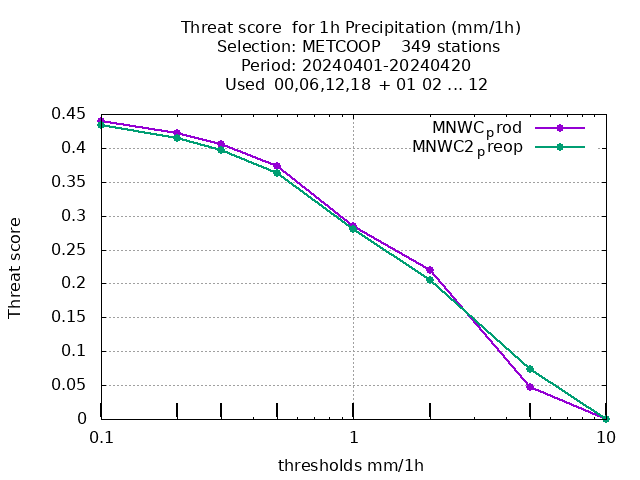 Threat score  for 1h Precipitation (mm/1h)
Selection: METCOOP    349 stations
Period: 20240401-20240420
Used  00,06,12,18  + 01 02 ... 12
MNWCprod
MNWC2preop
0.45
0.4
0.35
0.3
0.25
0.2
0.15
0.1
0.05
0
Threat score
0.1 1 10
thresholds mm/1h